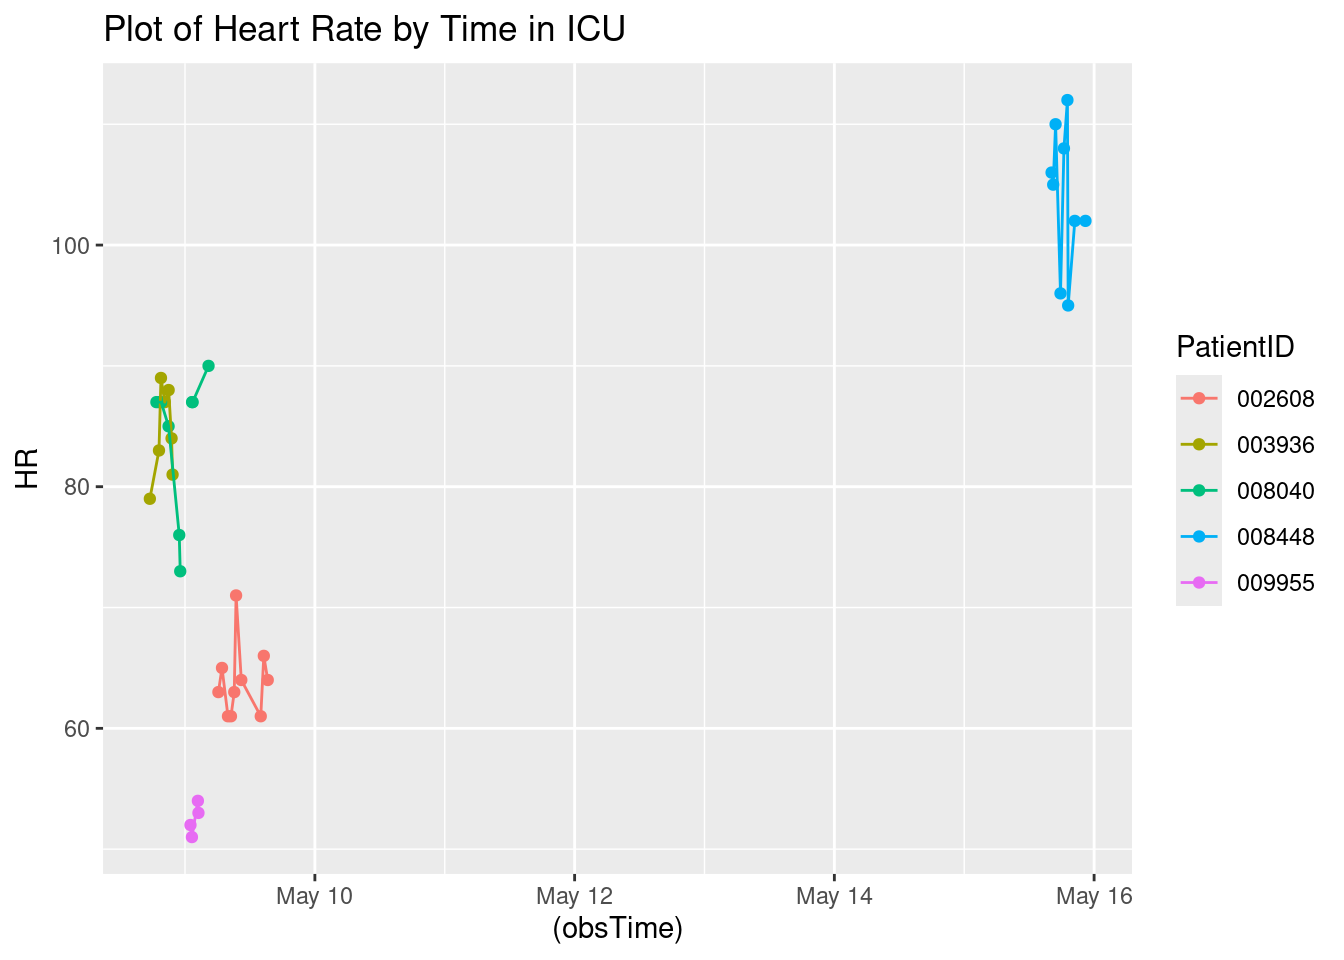 Plot of Heart Rate by Time in ICU
HR
100
80
60
May 10
May 12
May 14
May 16
(obsTime)
PatientID
002608
003936
008040
008448
009955